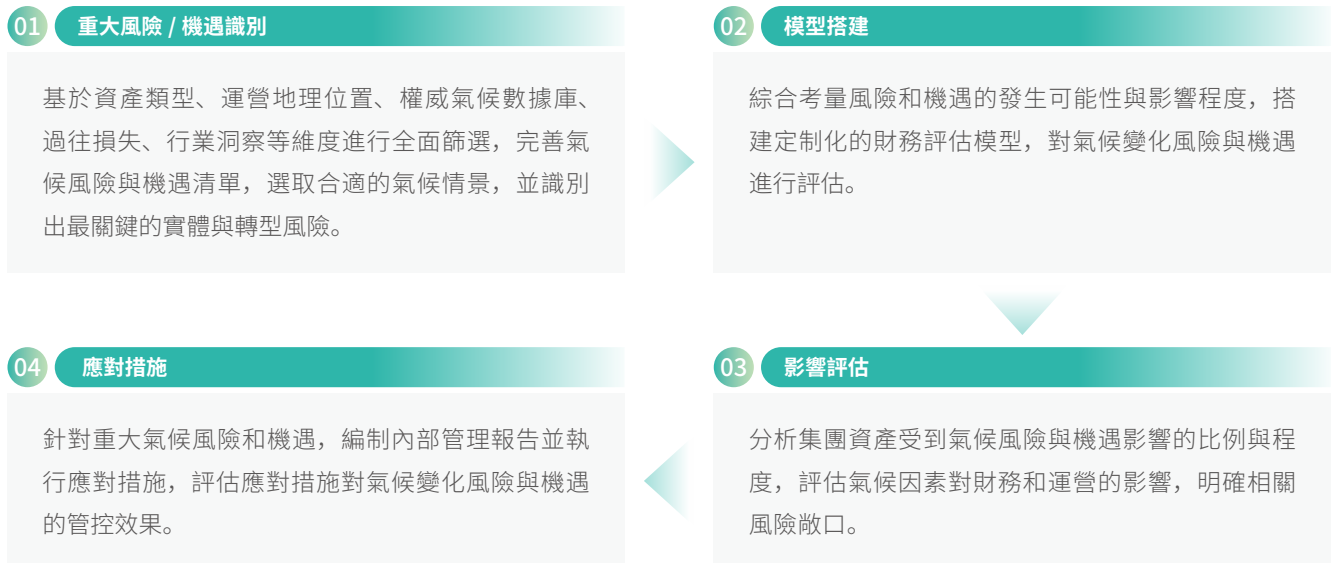 01 重大風險 / 機遇識別
基於資產類型、運營地理位置、權威氣候數據庫、
過往損失、行業洞察等維度進行全面篩選，完善氣
候風險與機遇清單，選取合適的氣候情景，並識別
出最關鍵的實體與轉型風險。
02 模型搭建
綜合考量風險和機遇的發生可能性與影響程度，搭
建定制化的財務評估模型，對氣候變化風險與機遇
進行評估。
03 影響評估
分析集團資產受到氣候風險與機遇影響的比例與程
度，評估氣候因素對財務和運營的影響，明確相關
風險敞口。
04 應對措施
針對重大氣候風險和機遇，編制內部管理報告並執
行應對措施，評估應對措施對氣候變化風險與機遇
的管控效果。